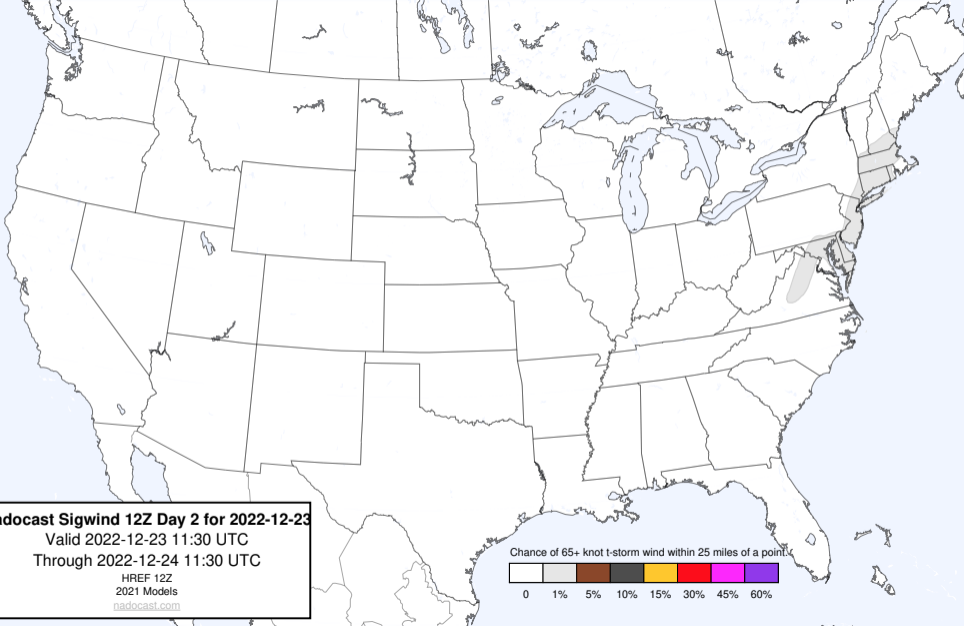 adocast Sigwind 12Z Day 2 for 2022-12-23
Valid 2022-12-23 11:30 UTC
Through 2022-12-24 11:30 UTC
HREF 12Z
2021 Models
nadocast.com
Chance of 65+ knot t-storm wind within 25 miles of a point.
0 1% 5% 10% 15% 30% 45% 60%